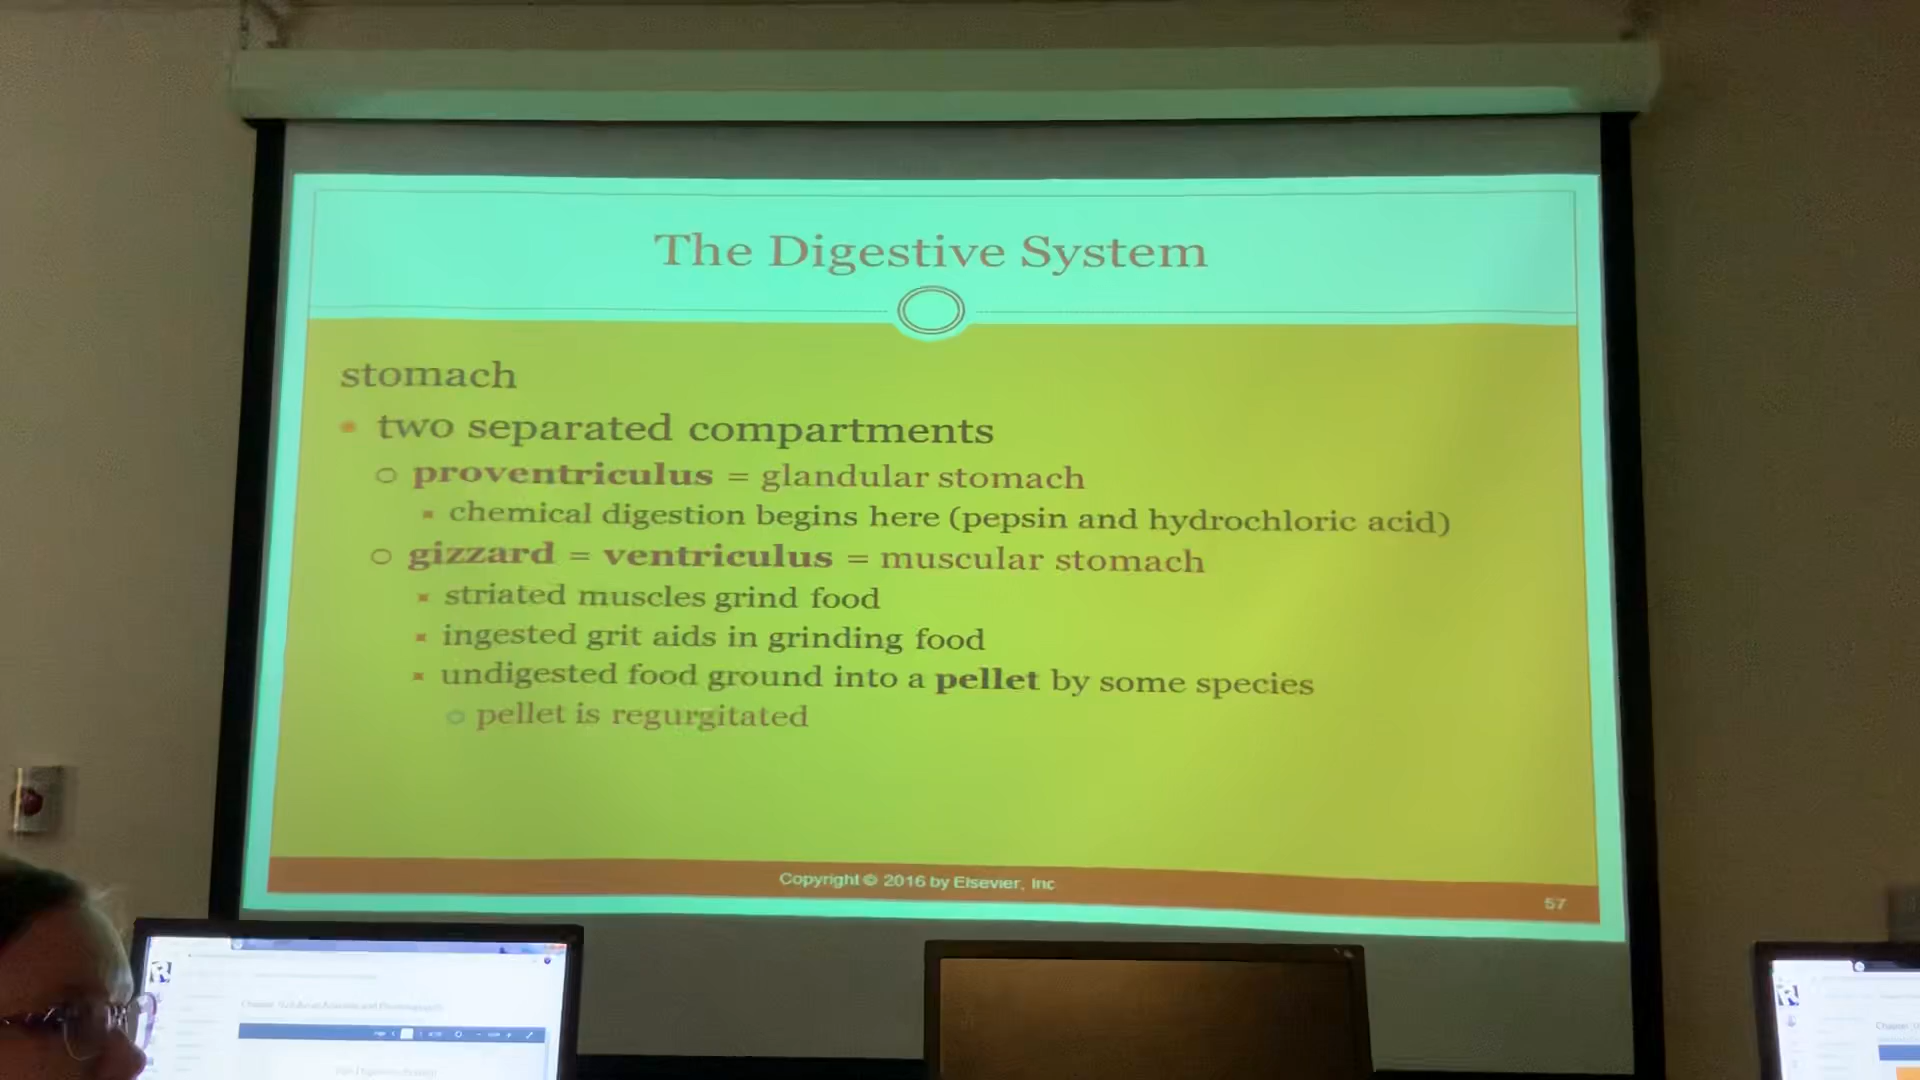 The Digestive System
stomach
two separated compartments
proventriculus = glandular stomach
chemical digestion begins here (pepsin and hydrochloric acid)
gizzard = ventriculus = muscular stomach
striated muscles grind food
ingested grit aids in grinding food
undigested food ground into a pellet by some species
pellet is regurgitated
Copyright © 2016 by Elsevier, Inc
57